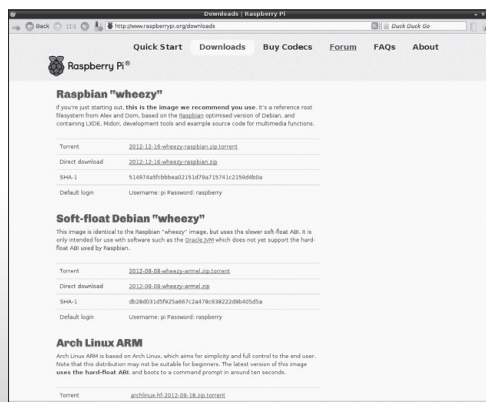 Downloads | Raspberry Pi
Back
http://www.raspberrypi.org/downloads
Duck Duck Go
Quick Start Downloads Buy Codecs Forum FAQs About
Raspberry Pi®
Raspbian "wheezy"
If you're just starting out, this is the image we recommend you use. It's a reference root
filesystem from Alex and Dom, based on the Raspbian optimised version of Debian, and
containing LXDE, Midori, development tools and example source code for multimedia functions.
Torrent 2012-12-16-wheezy-raspbian.zip.torrent
Direct download 2012-12-16-wheezy-raspbian.zip
SHA-1
Default login Username: pi Password: raspberry
Soft-float Debian "wheezy"
This image is identical to the Raspbian "wheezy" image, but uses the slower soft-float ABI. It is
only intended for use with software such as the Oracle JVM which does not yet support the hard-
float ABI used by Raspbian.
Torrent 2012-08-08-wheezy-armel.zip.torrent
Direct download 2012-08-08-wheezy-armel.zip
SHA-1
Default login Username: pi Password: raspberry
Arch Linux ARM
Arch Linux ARM is based on Arch Linux, which aims for simplicity and full control to the end user.
Note that this distribution may not be suitable for beginners. The latest version of this image
uses the hard-float ABI, and boots to a command prompt in around ten seconds.
Torrent archlinux-hf-2012-09-18.zip.torrent